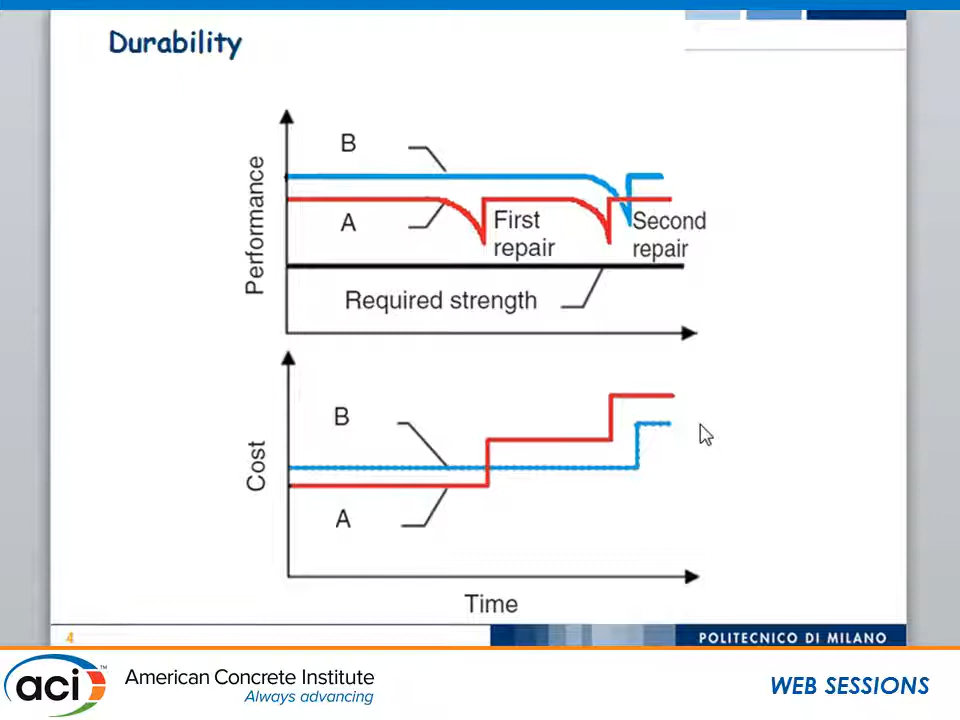 Durability
Performance
B
A
First
repair
Second
repair
Required strength
Cost
B
A
Time
4
POLITECNICO DI MILANO
aci™
American Concrete Institute
Always advancing
WEB SESSIONS